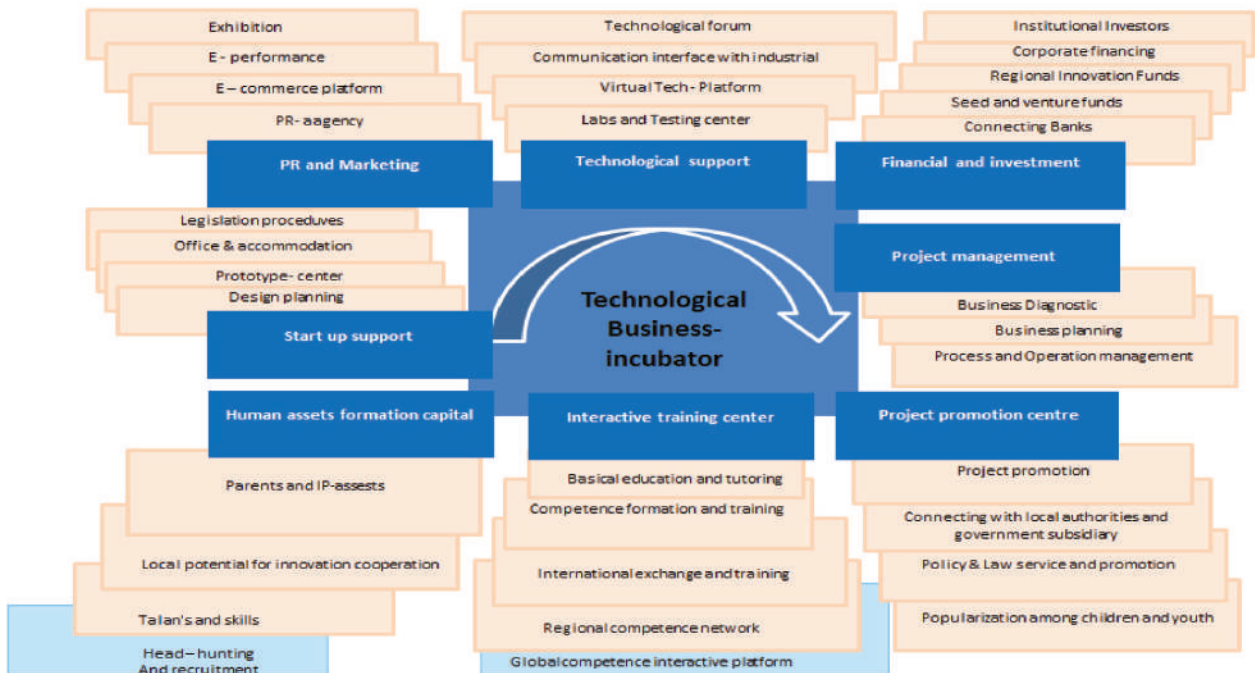 Exhibition
E - performance
E – commerce platform
PR- aagency
PR and Marketing
Technological forum
Communication interface with industrial
Virtual Tech - Platform
Labs and Testing center
Technological support
Institutional Investors
Corporate financing
Regional Innovation Funds
Seed and venture funds
Connecting Banks
Financial and investment
Legislation proceduves
Office & accommodation
Prototype- center
Design planning
Start up support
Technological
Business-
incubator
Project management
Business Diagnostic
Business planning
Process and Operation management
Human assets formation capital
Parents and IP-assests
Local potential for innovation cooperation
Talan's and skills
Head – hunting
And recruitment
Interactive training center
Basical education and tutoring
Competence formation and training
International exchange and training
Regional competence network
Global competence interactive platform
Project promotion centre
Project promotion
Connecting with local authorities and
government subsidiary
Policy & Law service and promotion
Popularization among children and youth